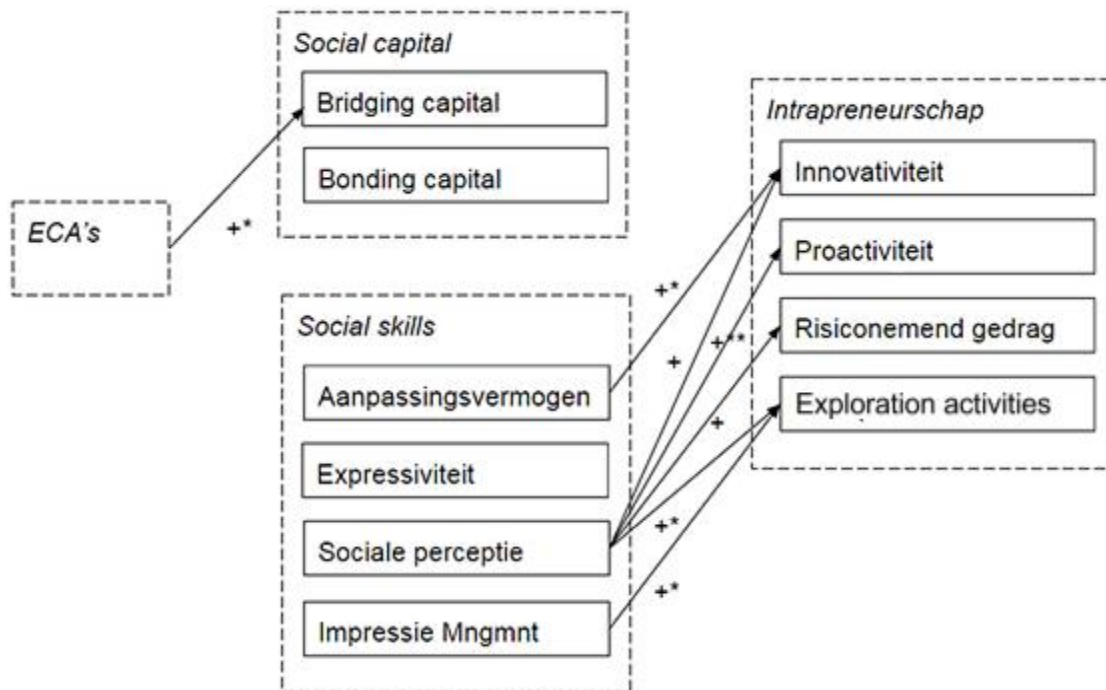 Social capital
Bridging capital
Bonding capital
ECA's
+*
Social skills
Aanpassingsvermogen
Expressiviteit
Sociale perceptie
Impressie Mngmnt
+*
+**
+
+
+*
+*
Intrapreneurschap
Innovativiteit
Proactiviteit
Risiconemend gedrag
Exploration activities